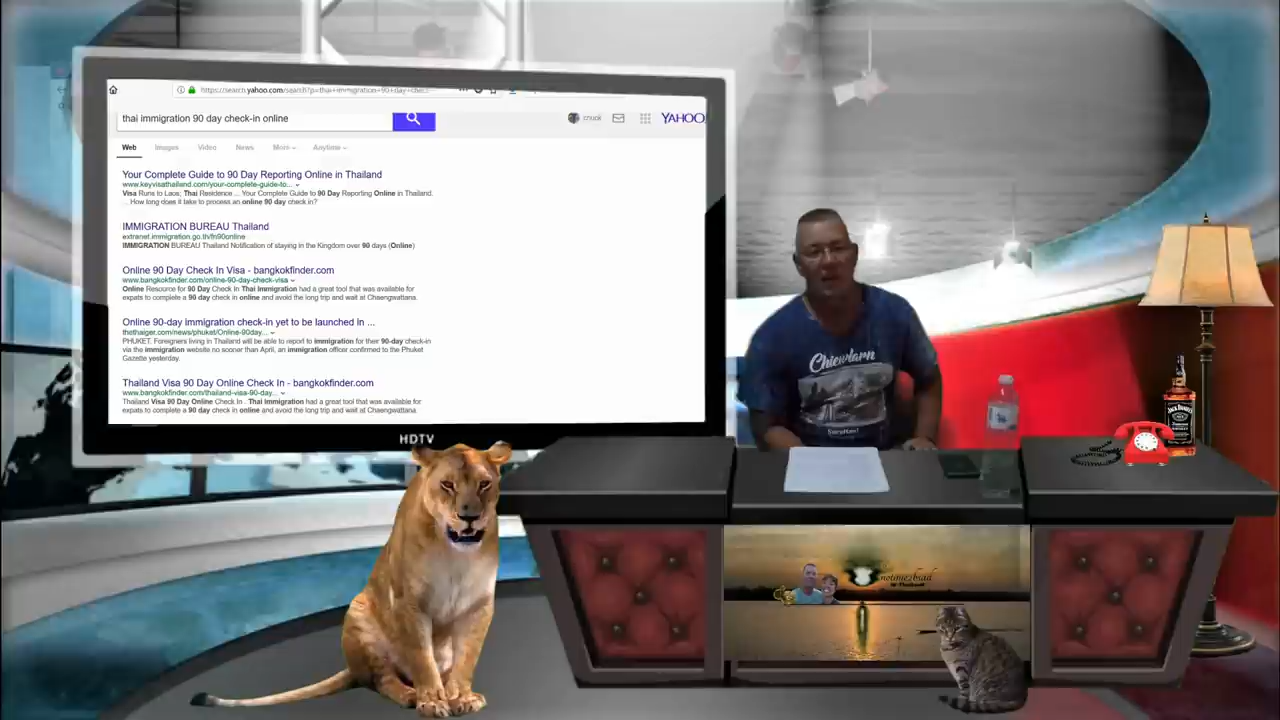 https://search.yahoo.com/search?p=thai+immigration+90+day+chec
thai immigration 90 day check-in online
chuck
YAHOO
Web Images Video News More Anytime
Your Complete Guide to 90 Day Reporting Online in Thailand
www.keyvisathailand.com/your-complete-guide-to...
Visa Runs to Laos; Thai Residence ... Your Complete Guide to 90 Day Reporting Online in Thailand.
... How long does it take to process an online 90 day check in?
IMMIGRATION BUREAU Thailand
extranet.immigration.go.th/fn90online
IMMIGRATION BUREAU Thailand Notification of staying in the Kingdom over 90 days (Online)
Online 90 Day Check In Visa - bangkokfinder.com
www.bangkokfinder.com/online-90-day-check-visa
Online Resource for 90 Day Check In Thai Immigration had a great tool that was available for
expats to complete a 90 day check in online and avoid the long trip and wait at Chaengwattana.
Online 90-day immigration check-in yet to be launched in ...
thethaiger.com/news/phuket/Online-90day...
PHUKET: Foreigners living in Thailand will be able to report to immigration for their 90-day check-in
via the immigration website no sooner than April, an immigration officer confirmed to the Phuket
Gazette yesterday.
Thailand Visa 90 Day Online Check In - bangkokfinder.com
www.bangkokfinder.com/thailand-visa-90-day...
Thailand Visa 90 Day Online Check In . Thai Immigration had a great tool that was available for
expats to complete a 90 day check in online and avoid the long trip and wait at Chaengwattana.
HDTV
Chiewlarn
JACK DANIEL'S
notime2bsad
in Thailand